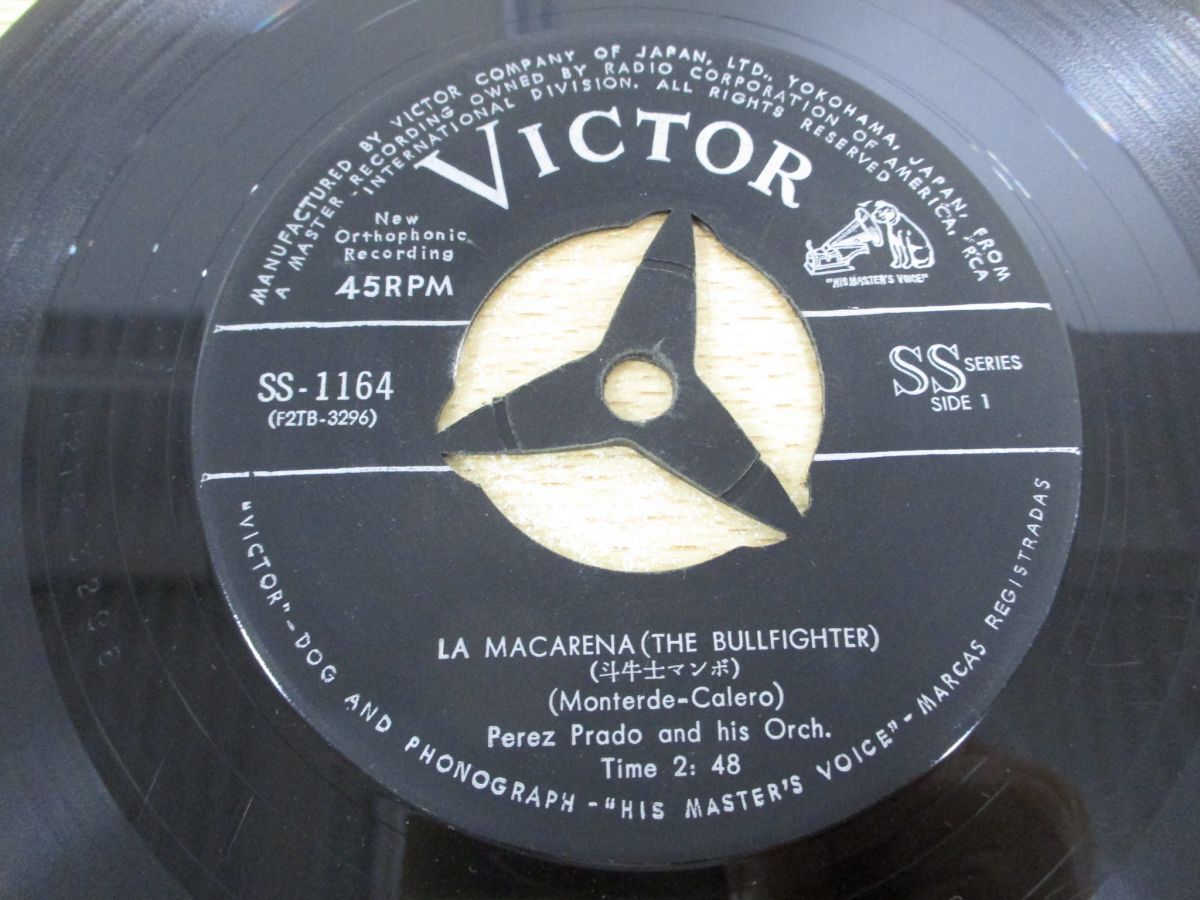 MANUFACTURED BY VICTOR COMPANY OF JAPAN, LTD., YOKOHAMA, JAPAN, FROM
A MASTER-RECORDING OWNED BY RADIO CORPORATION OF AMERICA, RCA
-INTERNATIONAL DIVISION. ALL RIGHTS RESERVED
VICTOR
New
Orthophonic
Recording
45RPM
"HIS MASTER'S VOICE"
SS-1164
(F2TB-3296)
SS SERIES
SIDE 1
LA MACARENA (THE BULLFIGHTER)
(斗牛士マンボ)
(Monterde-Calero)
Perez Prado and his Orch.
Time 2: 48
"VICTOR"-DOG AND PHONOGRAPH-"HIS MASTER'S VOICE"-MARCAS REGISTRADAS